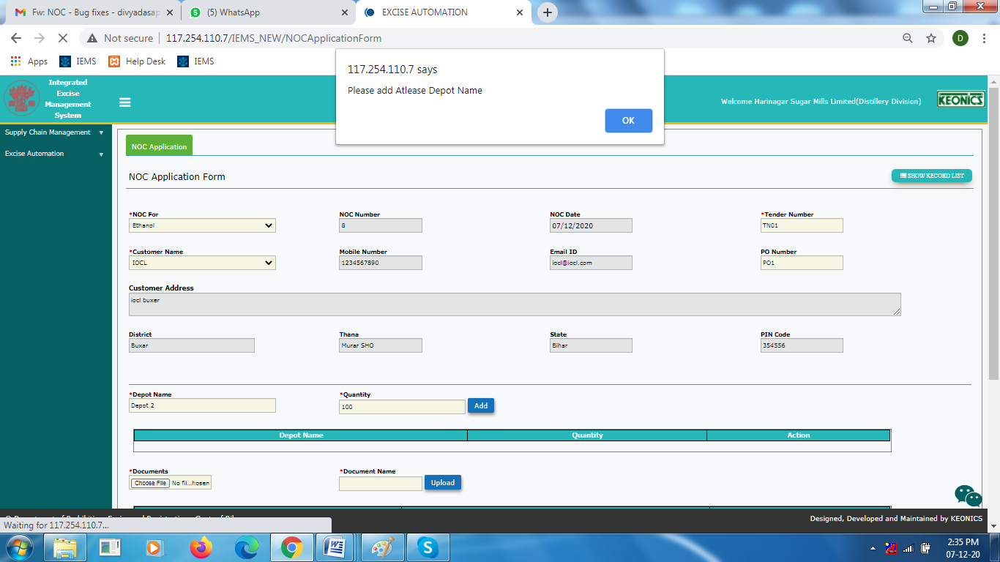 Fw: NOC - Bug fixes - divyadasap
(5) WhatsApp
EXCISE AUTOMATION
Not secure 117.254.110.7/IEMS_NEW/NOCApplicationForm
D
Apps IEMS Help Desk IEMS
117.254.110.7 says
Please add Atlease Depot Name
OK
Integrated
Excise
Management
System
Welcome Harinagar Sugar Mills Limited(Distillery Division)
KEONICS
Supply Chain Management
Excise Automation
NOC Application
NOC Application Form
SHOW RECORD LIST
*NOC For NOC Number NOC Date *Tender Number
Ethanol 8 07/12/2020 TN01
*Customer Name Mobile Number Email ID PO Number
IOCL 1234567890 iocl@iocl.com PO1
Customer Address
iocl buxer
District Thana State PIN Code
Buxar Murar SHO Bihar 354556
*Depot Name *Quantity
Depot 2 100 Add
Depot Name Quantity Action
*Documents *Document Name
Choose File No fil...hosen Upload
Designed, Developed and Maintained by KEONICS
Waiting for 117.254.110.7...
2:35 PM
07-12-20